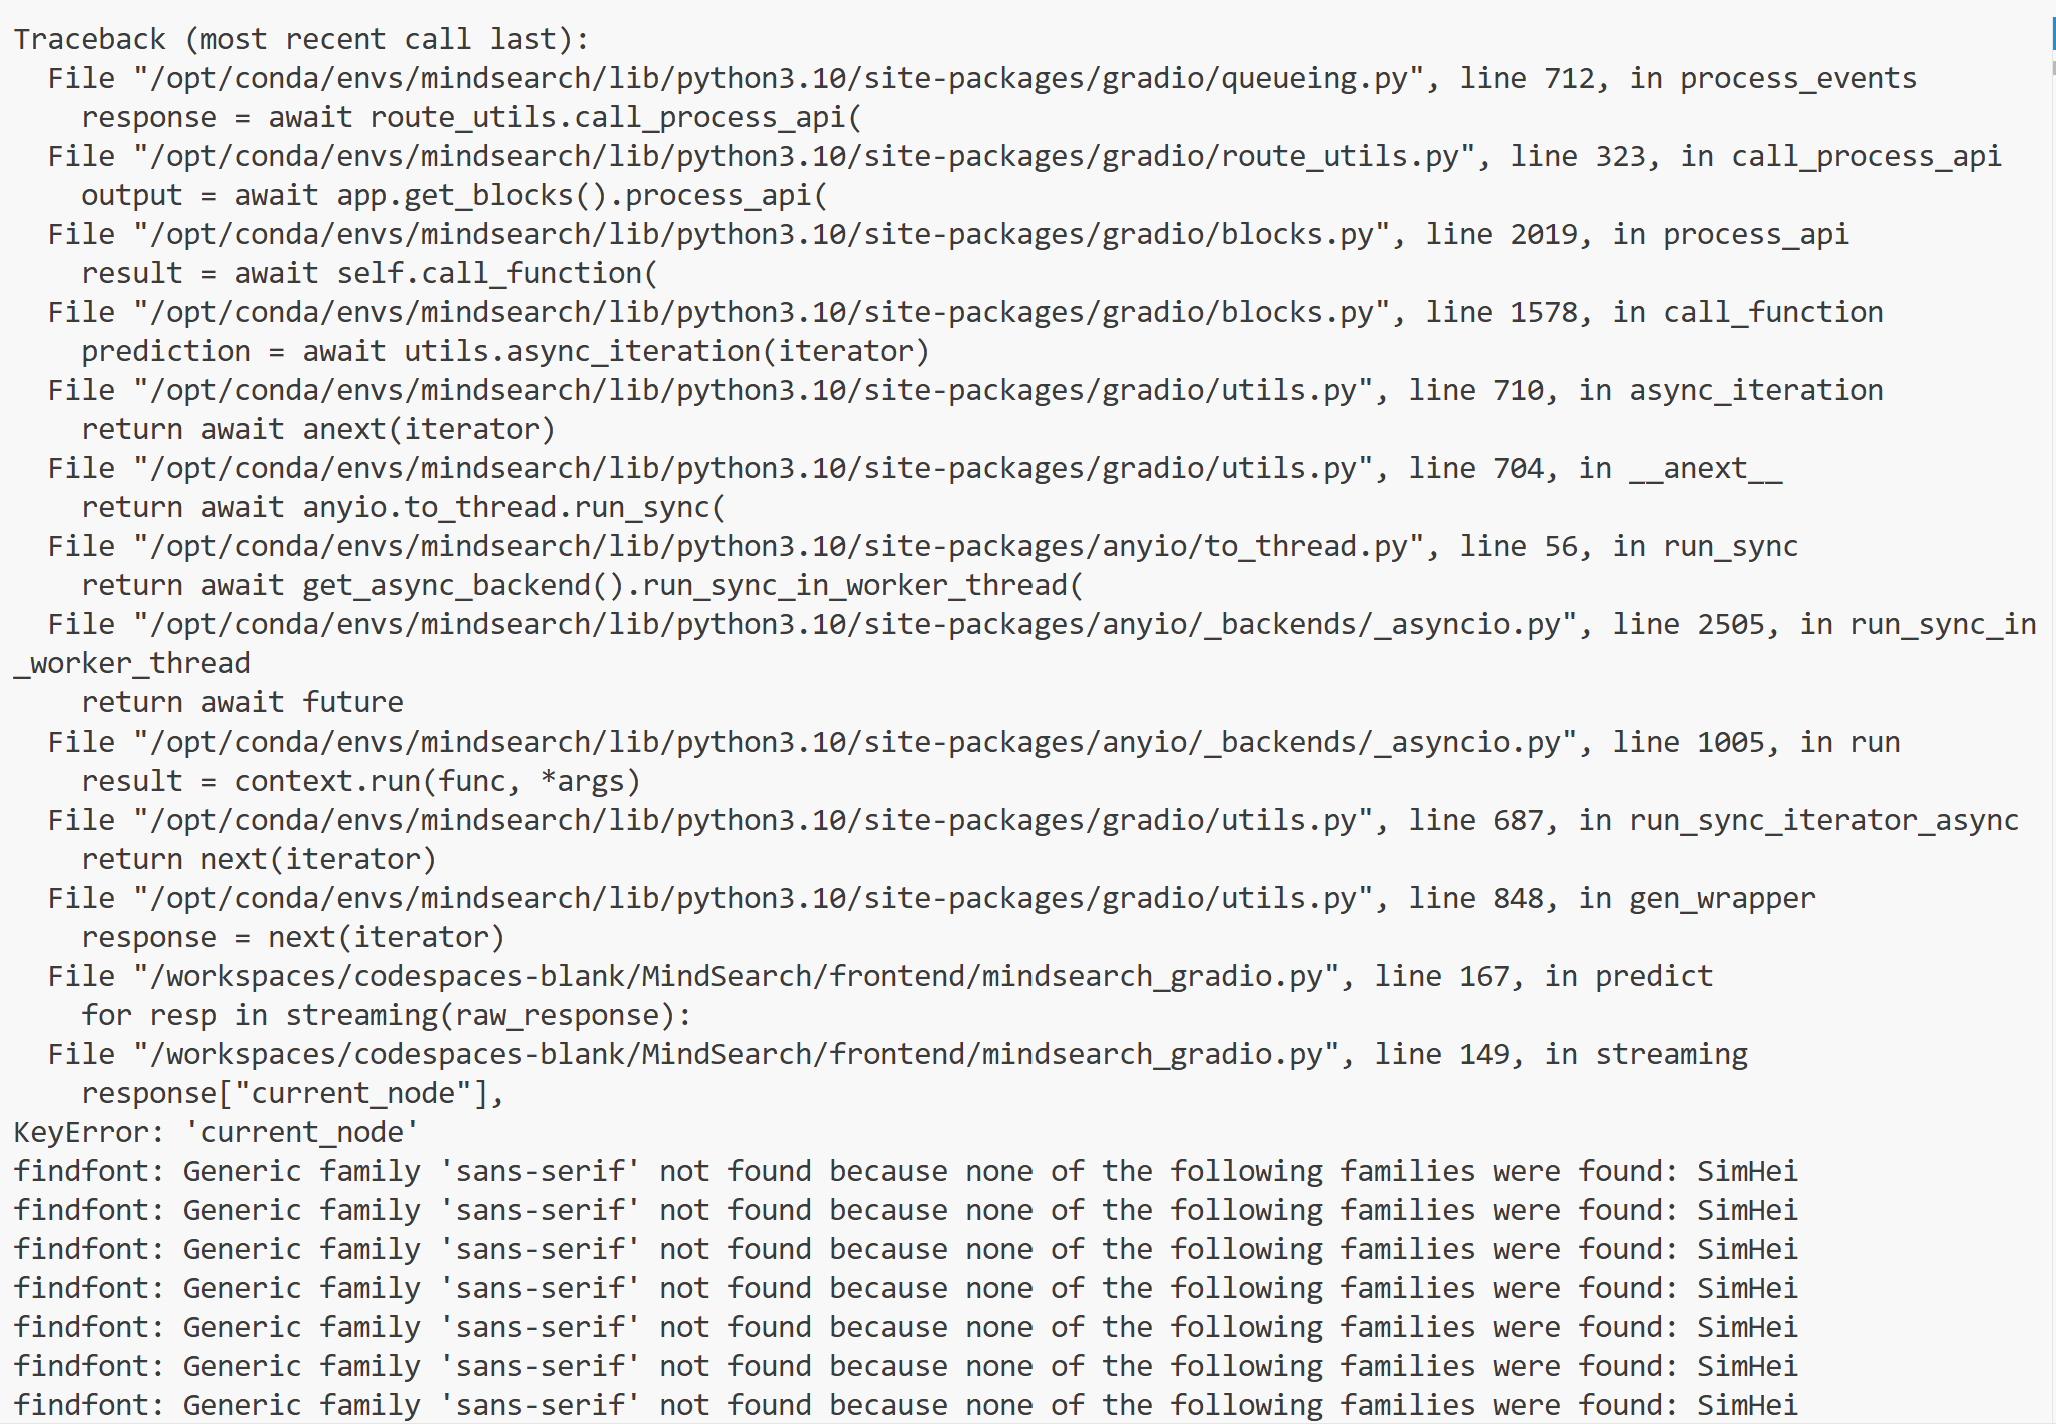 Traceback (most recent call last):
  File "/opt/conda/envs/mindsearch/lib/python3.10/site-packages/gradio/queueing.py", line 712, in process_events
    response = await route_utils.call_process_api(
  File "/opt/conda/envs/mindsearch/lib/python3.10/site-packages/gradio/route_utils.py", line 323, in call_process_api
    output = await app.get_blocks().process_api(
  File "/opt/conda/envs/mindsearch/lib/python3.10/site-packages/gradio/blocks.py", line 2019, in process_api
    result = await self.call_function(
  File "/opt/conda/envs/mindsearch/lib/python3.10/site-packages/gradio/blocks.py", line 1578, in call_function
    prediction = await utils.async_iteration(iterator)
  File "/opt/conda/envs/mindsearch/lib/python3.10/site-packages/gradio/utils.py", line 710, in async_iteration
    return await anext(iterator)
  File "/opt/conda/envs/mindsearch/lib/python3.10/site-packages/gradio/utils.py", line 704, in __anext__
    return await anyio.to_thread.run_sync(
  File "/opt/conda/envs/mindsearch/lib/python3.10/site-packages/anyio/to_thread.py", line 56, in run_sync
    return await get_async_backend().run_sync_in_worker_thread(
  File "/opt/conda/envs/mindsearch/lib/python3.10/site-packages/anyio/_backends/_asyncio.py", line 2505, in run_sync_in
_worker_thread
    return await future
  File "/opt/conda/envs/mindsearch/lib/python3.10/site-packages/anyio/_backends/_asyncio.py", line 1005, in run
    result = context.run(func, *args)
  File "/opt/conda/envs/mindsearch/lib/python3.10/site-packages/gradio/utils.py", line 687, in run_sync_iterator_async
    return next(iterator)
  File "/opt/conda/envs/mindsearch/lib/python3.10/site-packages/gradio/utils.py", line 848, in gen_wrapper
    response = next(iterator)
  File "/workspaces/codespaces-blank/MindSearch/frontend/mindsearch_gradio.py", line 167, in predict
    for resp in streaming(raw_response):
  File "/workspaces/codespaces-blank/MindSearch/frontend/mindsearch_gradio.py", line 149, in streaming
    response["current_node"],
KeyError: 'current_node'
findfont: Generic family 'sans-serif' not found because none of the following families were found: SimHei
findfont: Generic family 'sans-serif' not found because none of the following families were found: SimHei
findfont: Generic family 'sans-serif' not found because none of the following families were found: SimHei
findfont: Generic family 'sans-serif' not found because none of the following families were found: SimHei
findfont: Generic family 'sans-serif' not found because none of the following families were found: SimHei
findfont: Generic family 'sans-serif' not found because none of the following families were found: SimHei
findfont: Generic family 'sans-serif' not found because none of the following families were found: SimHei